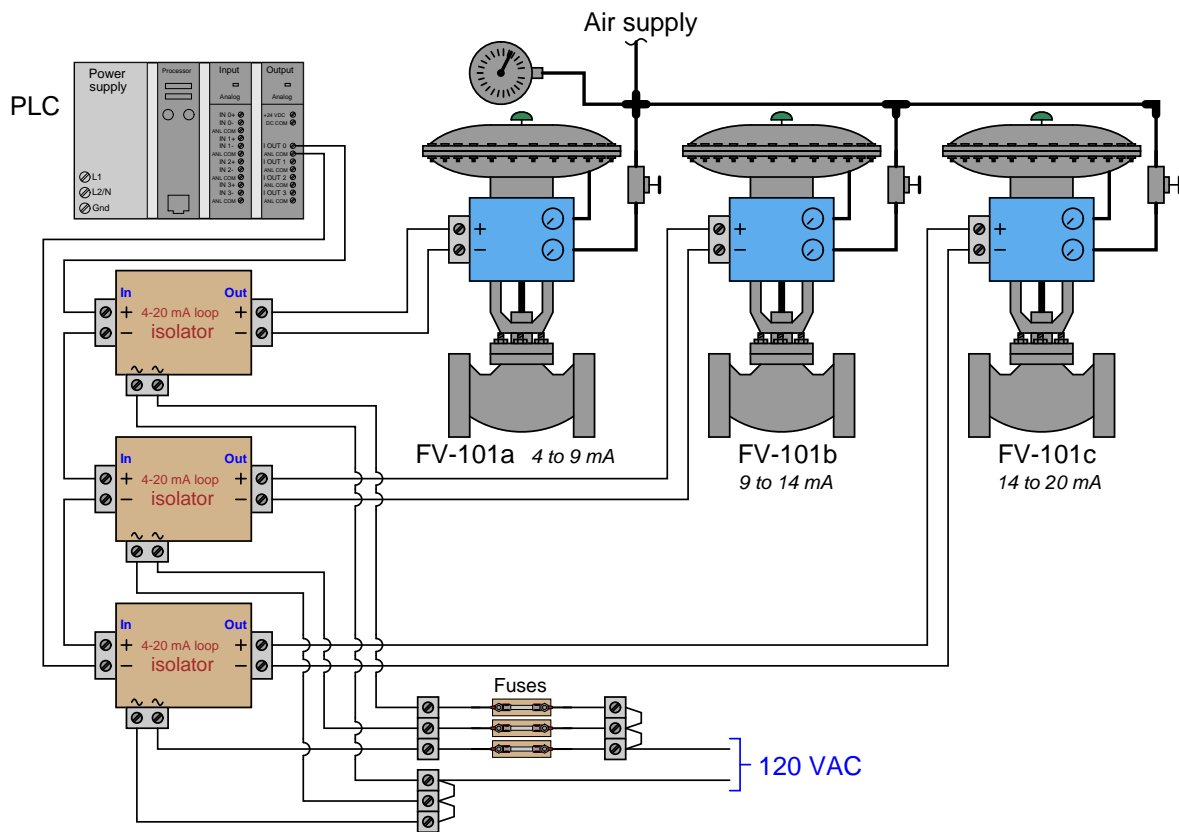 Air supply
PLC
Power
supply
L1
L2/N
Gnd
Processor
Input
Analog
IN 0+
IN 0-
ANL COM
IN 1+
IN 1-
ANL COM
IN 2+
IN 2-
ANL COM
IN 3+
IN 3-
ANL COM
Output
Analog
+24 VDC
DC COM
I OUT 0
ANL COM
I OUT 1
ANL COM
I OUT 2
ANL COM
I OUT 3
ANL COM
+
−
+
−
+
−
In Out
+ 4-20 mA loop +
− isolator −
~ ~
FV-101a 4 to 9 mA
FV-101b
9 to 14 mA
FV-101c
14 to 20 mA
In Out
+ 4-20 mA loop +
− isolator −
~ ~
In Out
+ 4-20 mA loop +
− isolator −
~ ~
Fuses
120 VAC